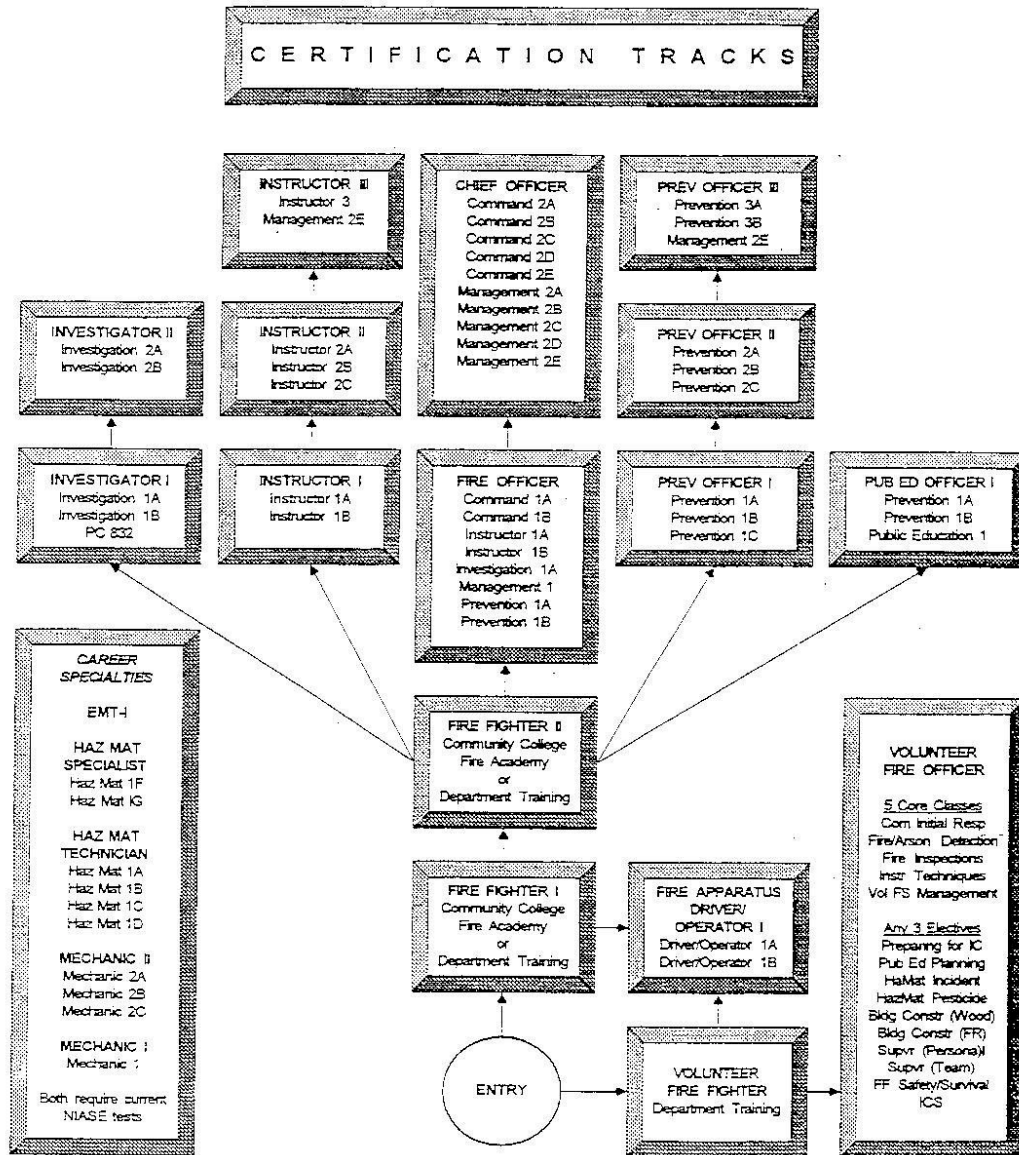 CERTIFICATION TRACKS
INSTRUCTOR III
Instructor 3
Management 2E
CHIEF OFFICER
Command 2A
Command 2B
Command 2C
Command 2D
Command 2E
Management 2A
Management 2B
Management 2C
Management 2D
Management 2E
PREV OFFICER III
Prevention 3A
Prevention 3B
Management 2E
INVESTIGATOR II
Investigation 2A
Investigation 2B
INSTRUCTOR II
Instructor 2A
Instructor 2B
Instructor 2C
PREV OFFICER II
Prevention 2A
Prevention 2B
Prevention 2C
INVESTIGATOR I
Investigation 1A
Investigation 1B
PC 832
INSTRUCTOR I
Instructor 1A
Instructor 1B
FIRE OFFICER
Command 1A
Command 1B
Instructor 1A
Instructor 1B
Investigation 1A
Management 1
Prevention 1A
Prevention 1B
PREV OFFICER I
Prevention 1A
Prevention 1B
Prevention 1C
PUB ED OFFICER I
Prevention 1A
Prevention 1B
Public Education 1
CAREER
SPECIALTIES
EMT-I
HAZ MAT
SPECIALIST
Haz Mat 1F
Haz Mat IG
HAZ MAT
TECHNICIAN
Haz Mat 1A
Haz Mat 1B
Haz Mat 1C
Haz Mat 1D
MECHANIC II
Mechanic 2A
Mechanic 2B
Mechanic 2C
MECHANIC I
Mechanic 1
Both require current
NIASE tests
FIRE FIGHTER II
Community College
Fire Academy
or
Department Training
FIRE FIGHTER I
Community College
Fire Academy
or
Department Training
FIRE APPARATUS
DRIVER/
OPERATOR I
Driver/Operator 1A
Driver/Operator 1B
ENTRY
VOLUNTEER
FIRE FIGHTER
Department Training
VOLUNTEER
FIRE OFFICER
5 Core Classes
Com Initial Resp
Fire/Arson Detection
Fire Inspections
Instr Techniques
Vol FS Management
Any 3 Electives
Preparing for IC
Pub Ed Planning
HaMat Incident
HazMat Pesticide
Bldg Constr (Wood)
Bldg Constr (FR)
Supvr (Persona)l
Supvr (Team)
FF Safety/Survival
ICS